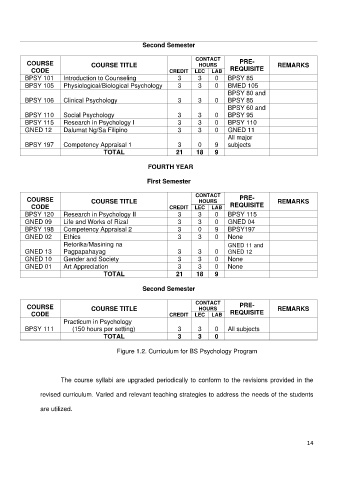 Second Semester
COURSE CODE COURSE TITLE CREDIT CONTACT HOURS LEC LAB PRE-REQUISITE REMARKS
BPSY 101 Introduction to Counseling 3 3 0 BPSY 85
BPSY 105 Physiological/Biological Psychology 3 3 0 BMED 105
BPSY 106 Clinical Psychology 3 3 0 BPSY 80 and BPSY 85
BPSY 110 Social Psychology 3 3 0 BPSY 60 and BPSY 95
BPSY 115 Research in Psychology I 3 3 0 BPSY 110
GNED 12 Dalumat Ng/Sa Filipino 3 3 0 GNED 11
BPSY 197 Competency Appraisal 1 3 0 9 All major subjects
TOTAL 21 18 9
FOURTH YEAR
First Semester
COURSE CODE COURSE TITLE CREDIT CONTACT HOURS LEC LAB PRE-REQUISITE REMARKS
BPSY 120 Research in Psychology II 3 3 0 BPSY 115
GNED 09 Life and Works of Rizal 3 3 0 GNED 04
BPSY 198 Competency Appraisal 2 3 0 9 BPSY197
GNED 02 Ethics 3 3 0 None
GNED 13 Retorika/Masining na Pagpapahayag 3 3 0 GNED 11 and GNED 12
GNED 10 Gender and Society 3 3 0 None
GNED 01 Art Appreciation 3 3 0 None
TOTAL 21 18 9
Second Semester
COURSE CODE COURSE TITLE CREDIT CONTACT HOURS LEC LAB PRE-REQUISITE REMARKS
BPSY 111 Practicum in Psychology (150 hours per setting) 3 3 0 All subjects
TOTAL 3 3 0
Figure 1.2. Curriculum for BS Psychology Program
The course syllabi are upgraded periodically to conform to the revisions provided in the
revised curriculum. Varied and relevant teaching strategies to address the needs of the students
are utilized.
14